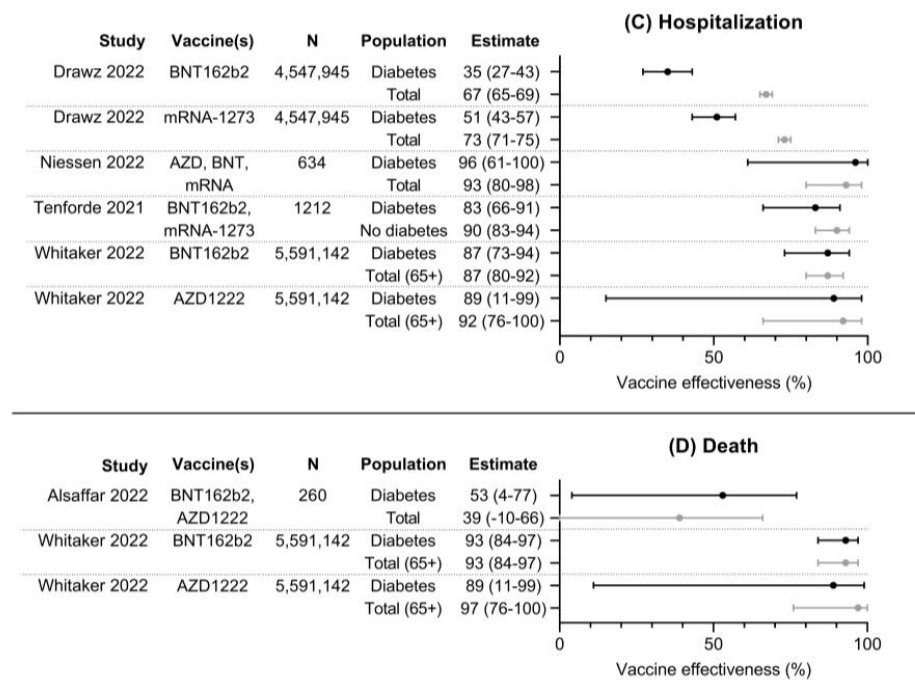 (C) Hospitalization
Study Vaccine(s) N Population Estimate
Drawz 2022 BNT162b2 4,547,945 Diabetes 35 (27-43)
Total 67 (65-69)
Drawz 2022 mRNA-1273 4,547,945 Diabetes 51 (43-57)
Total 73 (71-75)
Niessen 2022 AZD, BNT, 634 Diabetes 96 (61-100)
mRNA Total 93 (80-98)
Tenforde 2021 BNT162b2, 1212 Diabetes 83 (66-91)
mRNA-1273 No diabetes 90 (83-94)
Whitaker 2022 BNT162b2 5,591,142 Diabetes 87 (73-94)
Total (65+) 87 (80-92)
Whitaker 2022 AZD1222 5,591,142 Diabetes 89 (11-99)
Total (65+) 92 (76-100)
0 50 100
Vaccine effectiveness (%)
(D) Death
Study Vaccine(s) N Population Estimate
Alsaffar 2022 BNT162b2, 260 Diabetes 53 (4-77)
AZD1222 Total 39 (-10-66)
Whitaker 2022 BNT162b2 5,591,142 Diabetes 93 (84-97)
Total (65+) 93 (84-97)
Whitaker 2022 AZD1222 5,591,142 Diabetes 89 (11-99)
Total (65+) 97 (76-100)
0 50 100
Vaccine effectiveness (%)